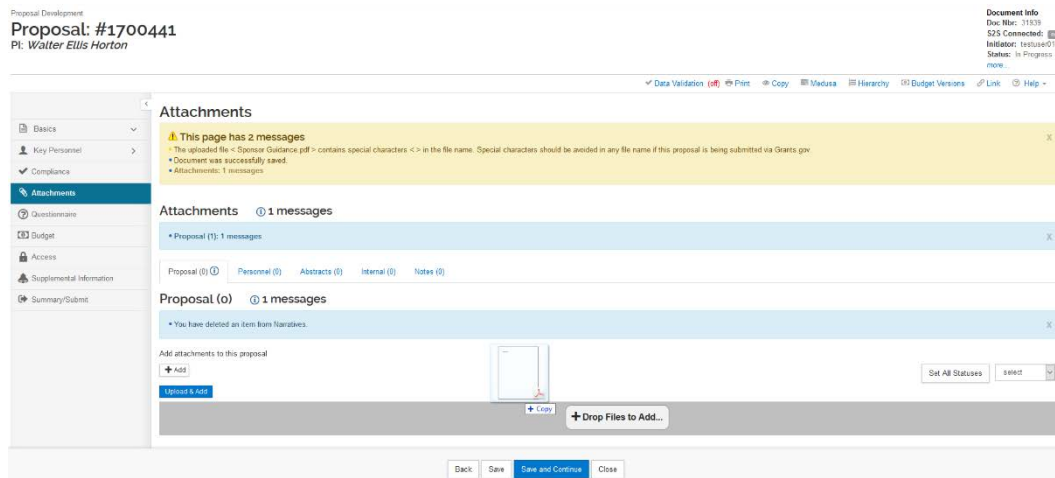 Proposal Development
Proposal: #1700441
PI: Walter Ellis Horton
Document Info
Doc Nbr: 31939
S2S Connected:
Initiator: testuser01
Status: In Progress
more...
Data Validation (off) Print Copy Medusa Hierarchy Budget Versions Link Help
Basics
Key Personnel
Compliance
Attachments
Questionnaire
Budget
Access
Supplemental Information
Summary/Submit
Attachments
This page has 2 messages
The uploaded file < Sponsor Guidance.pdf > contains special characters <> in the file name. Special characters should be avoided in any file name if this proposal is being submitted via Grants.gov.
Document was successfully saved.
Attachments: 1 messages
X
Attachments 1 messages
Proposal (1): 1 messages
X
Proposal (0) Personnel (0) Abstracts (0) Internal (0) Notes (0)
Proposal (0) 1 messages
You have deleted an item from Narratives.
X
Add attachments to this proposal
+ Add
Set All Statuses select
Upload & Add
+ Copy
+ Drop Files to Add...
Back Save Save and Continue Close